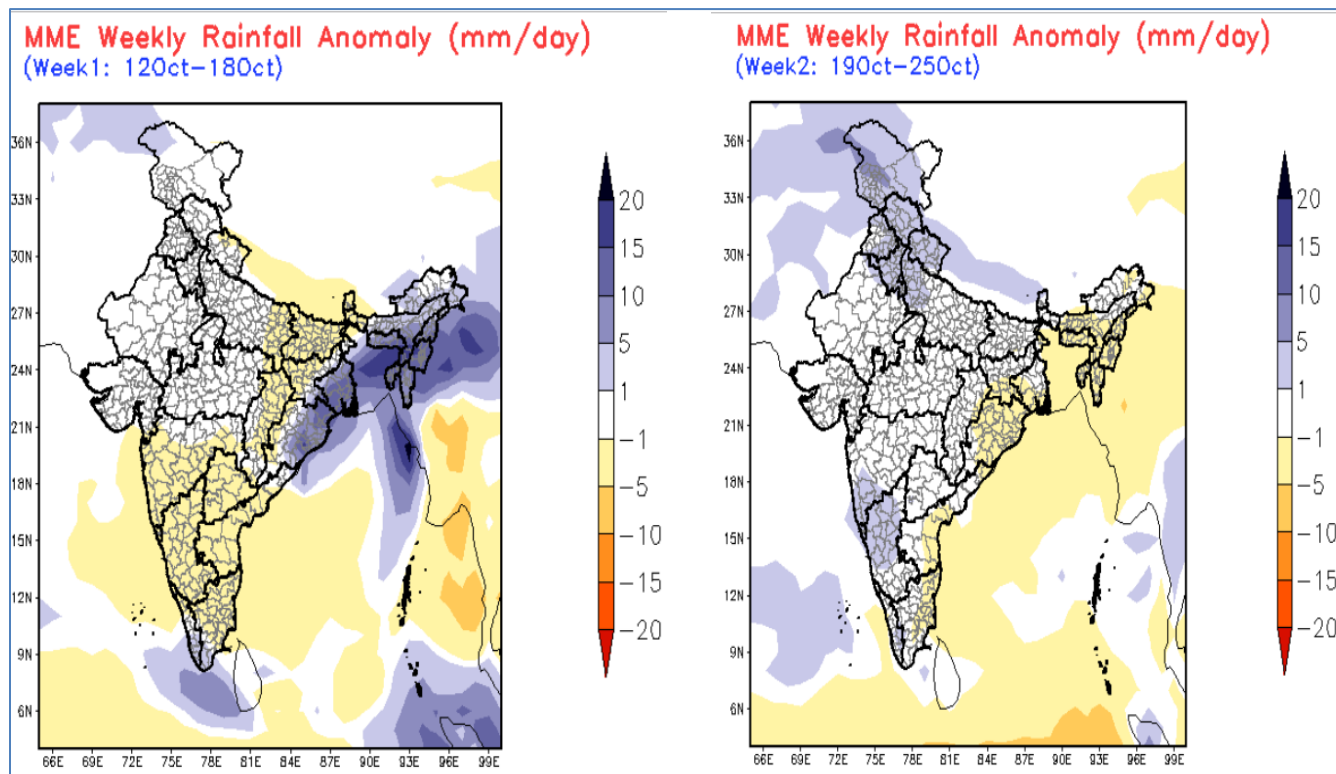 MME Weekly Rainfall Anomaly (mm/day)
(Week1: 12Oct-18Oct)
36N
33N
30N
27N
24N
21N
18N
15N
12N
9N
6N
66E 69E 72E 75E 78E 81E 84E 87E 90E 93E 96E 99E
20
15
10
5
1
-1
-5
-10
-15
-20
MME Weekly Rainfall Anomaly (mm/day)
(Week2: 19Oct-25Oct)
36N
33N
30N
27N
24N
21N
18N
15N
12N
9N
6N
66E 69E 72E 75E 78E 81E 84E 87E 90E 93E 96E 99E
20
15
10
5
1
-1
-5
-10
-15
-20